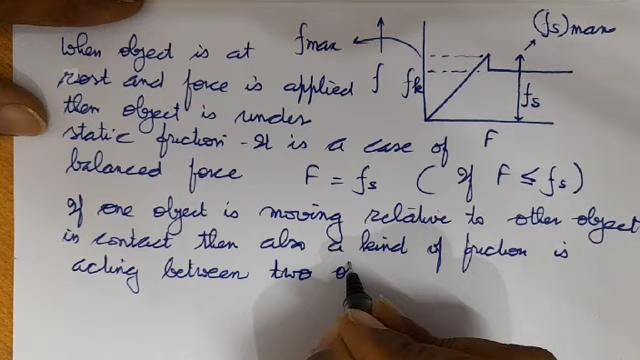 (fs)max
When object is at fmax
rest and force is applied f fk
then object is under fs
static friction - It is a case of F
balanced force F = fs ( If F ≤ fs)
If one object is moving relative to other object
in contact then also a kind of friction is
acting between two o